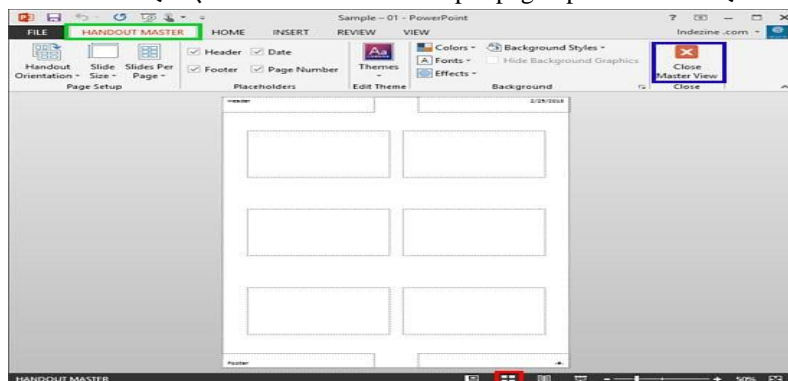 Sample - 01 - PowerPoint
FILE HANDOUT MASTER HOME INSERT REVIEW VIEW Indezine .com
Handout Orientation Slide Size Slides Per Page Header Date Footer Page Number Themes Colors Fonts Effects Background Styles Hide Background Graphics Close Master View
Page Setup Placeholders Edit Theme Background Close
Header 2/25/2013
Footer
HANDOUT MASTER 50%